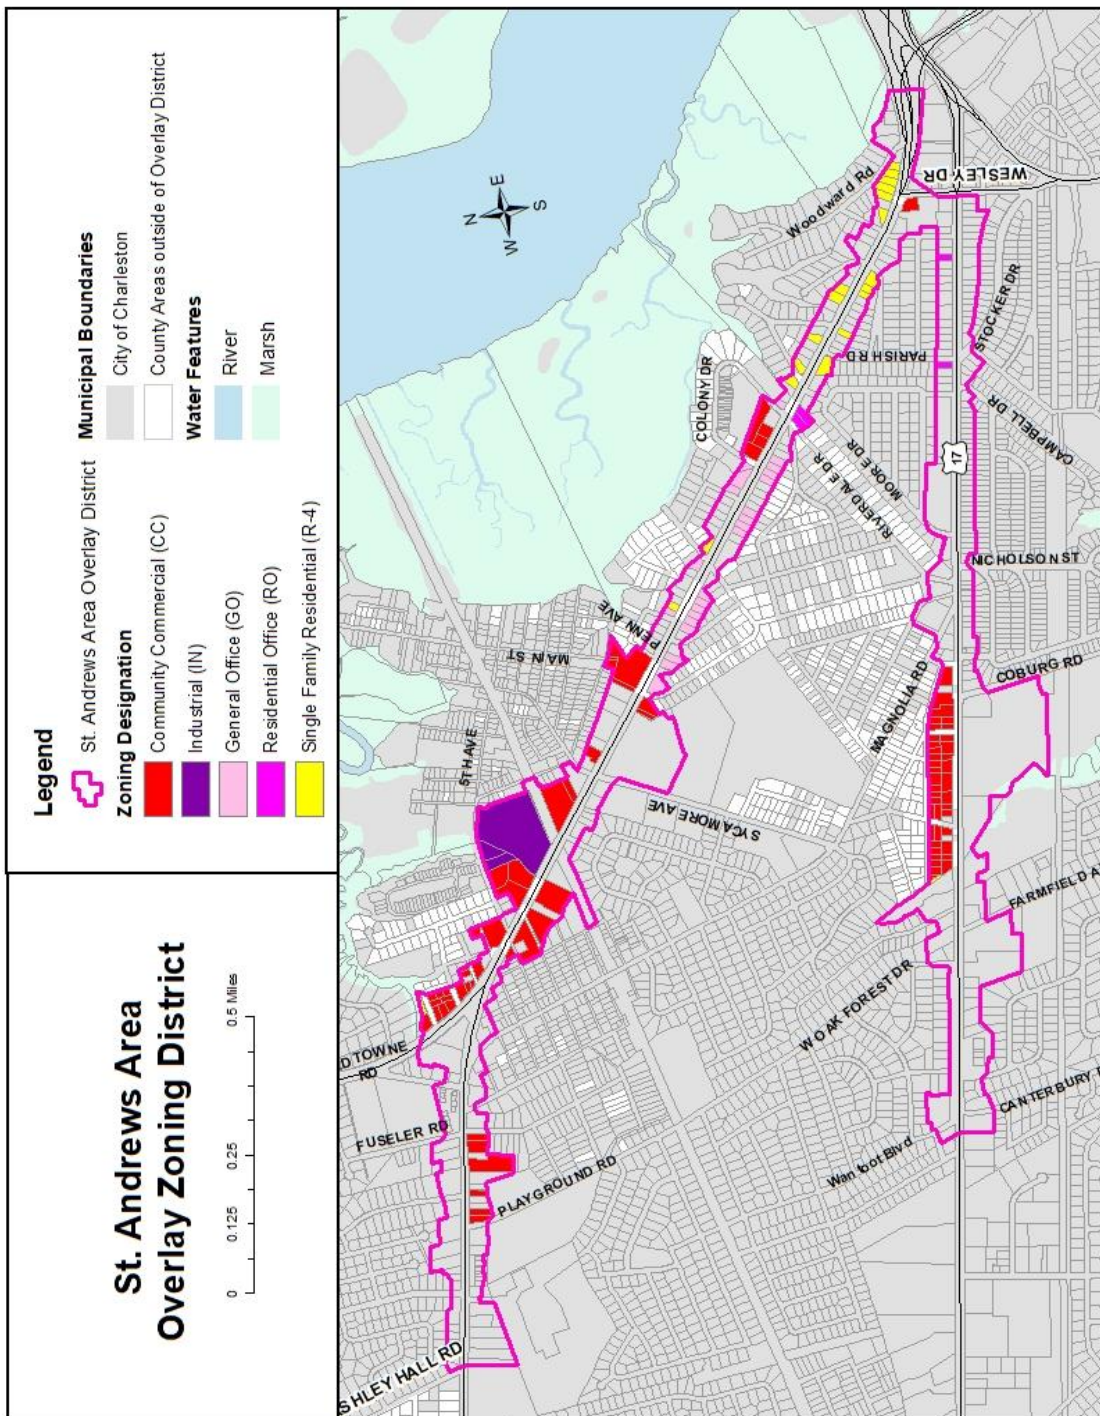 St. Andrews Area
Overlay Zoning District
0 0.125 0.25 0.5 Miles
Legend
St. Andrews Area Overlay District
Zoning Designation
Community Commercial (CC)
Industrial (IN)
General Office (GO)
Residential Office (RO)
Single Family Residential (R-4)
Municipal Boundaries
City of Charleston
County Areas outside of Overlay District
Water Features
River
Marsh
N
E
S
W
SHLEY HALL RD
FUSELER RD
D TOWNE
RD
PLAYGROUND RD
5TH AVE
MAIN ST
PENN AVE
SYCAMORE AVE
COLONY DR
Woodward Rd
WESLEY DR
PARISH RD
MOORE DR
RIVERDALE DR
MAGNOLIA RD
STOCKER DR
CAMPBELL DR
17
NICHOLSON ST
COBURG RD
FARMFIELD A
W OAK FOREST DR
Wantoot Blvd
CANTERBURY